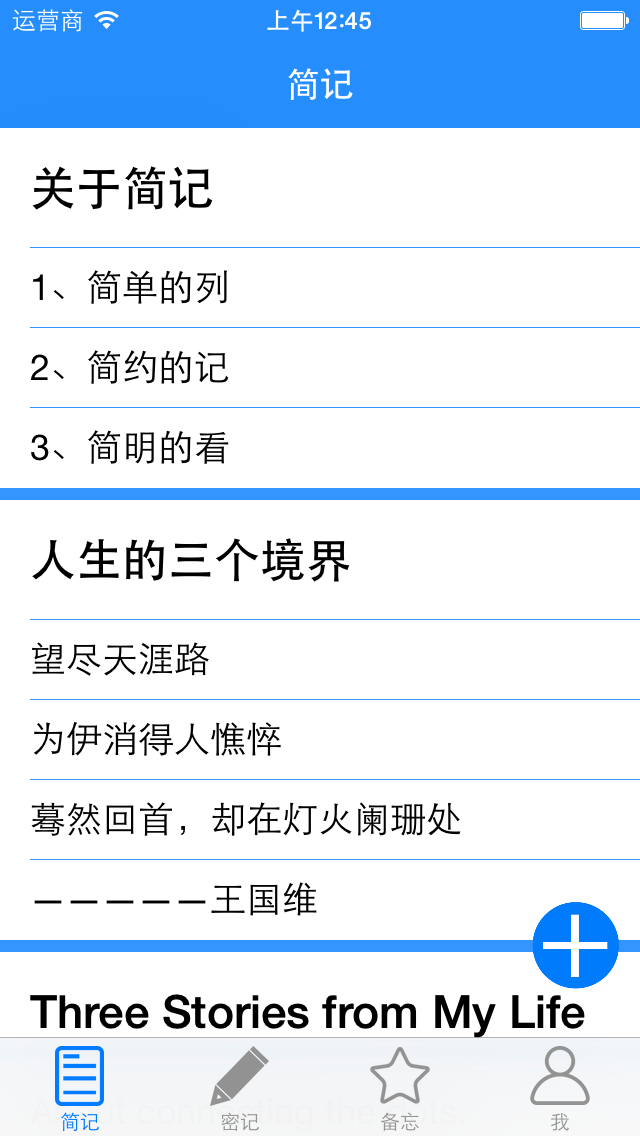 运营商 上午12:45
简记
关于简记
1、简单的列
2、简约的记
3、简明的看
人生的三个境界
望尽天涯路
为伊消得人憔悴
蓦然回首，却在灯火阑珊处
—————王国维
Three Stories from My Life
About connecting the dots.
简记 密记 备忘 我